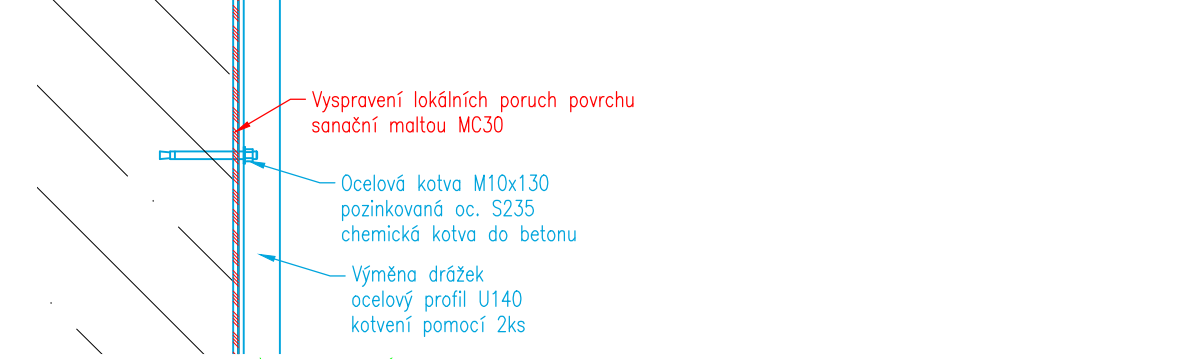 Vyspravení lokálních poruch povrchu
sanační maltou MC30
Ocelová kotva M10x130
pozinkovaná oc. S235
chemická kotva do betonu
Výměna drážek
ocelový profil U140
kotvení pomocí 2ks